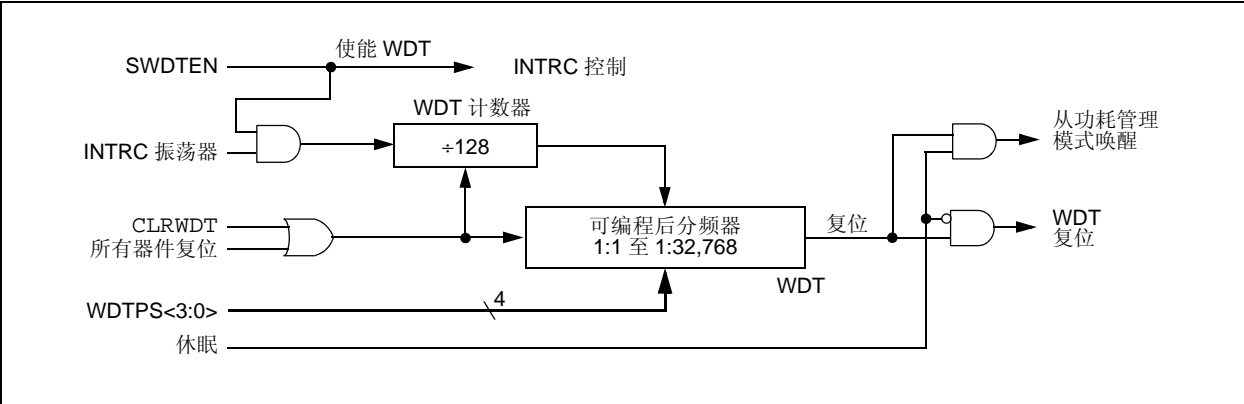 SWDTEN
使能 WDT
INTRC 控制
WDT 计数器
INTRC 振荡器
÷128
从功耗管理
模式唤醒
CLRWDT
所有器件复位
可编程后分频器
1:1 至 1:32,768
复位
WDT
复位
WDT
WDTPS<3:0>
4
休眠